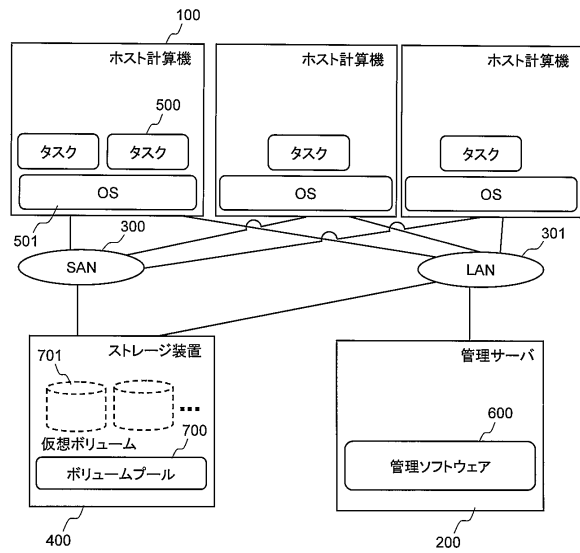 100
ホスト計算機
ホスト計算機
ホスト計算機
500
タスク
タスク
タスク
タスク
OS
OS
OS
501
300
301
SAN
LAN
ストレージ装置
管理サーバ
701
...
仮想ボリューム
700
ボリュームプール
600
管理ソフトウェア
400
200